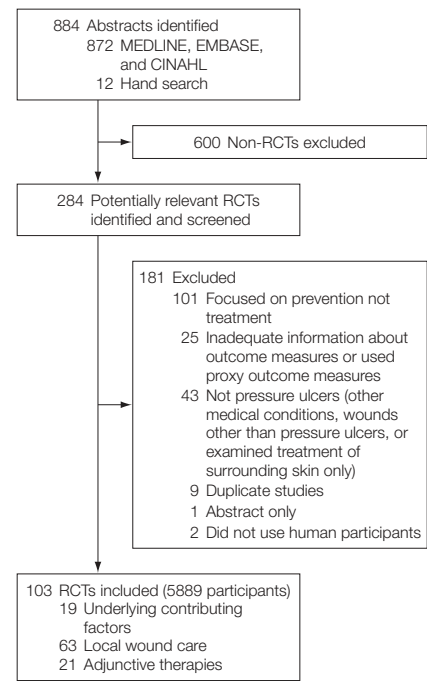 884 Abstracts identified
872 MEDLINE, EMBASE,
and CINAHL
12 Hand search
600 Non-RCTs excluded
284 Potentially relevant RCTs
identified and screened
181 Excluded
101 Focused on prevention not
treatment
25 Inadequate information about
outcome measures or used
proxy outcome measures
43 Not pressure ulcers (other
medical conditions, wounds
other than pressure ulcers, or
examined treatment of
surrounding skin only)
9 Duplicate studies
1 Abstract only
2 Did not use human participants
103 RCTs included (5889 participants)
19 Underlying contributing
factors
63 Local wound care
21 Adjunctive therapies